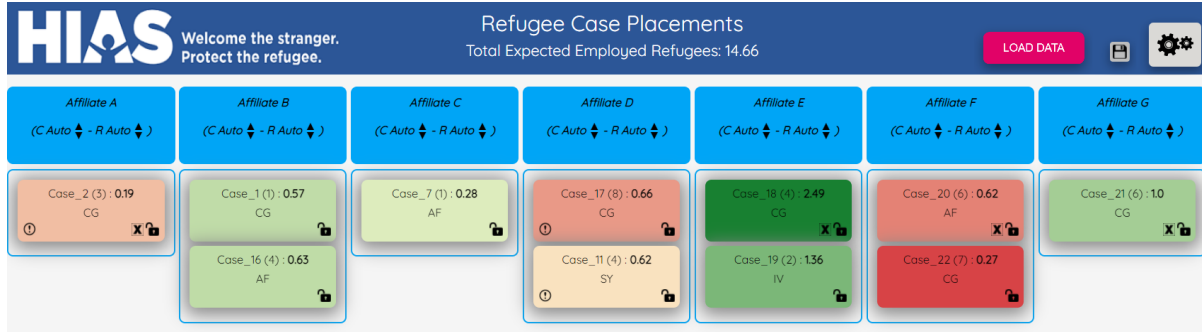 HIAS
Welcome the stranger.
Protect the refugee.
Refugee Case Placements
Total Expected Employed Refugees: 14.66
LOAD DATA
Affiliate A
(C Auto - R Auto )
Affiliate B
(C Auto - R Auto )
Affiliate C
(C Auto - R Auto )
Affiliate D
(C Auto - R Auto )
Affiliate E
(C Auto - R Auto )
Affiliate F
(C Auto - R Auto )
Affiliate G
(C Auto - R Auto )
Case_2 (3) : 0.19
CG
X
Case_1 (1) : 0.57
CG
Case_7 (1) : 0.28
AF
Case_17 (8) : 0.66
CG
Case_18 (4) : 2.49
CG
X
Case_20 (6) : 0.62
AF
X
Case_21 (6) : 1.0
CG
X
Case_16 (4) : 0.63
AF
Case_11 (4) : 0.62
SY
Case_19 (2) : 1.36
IV
Case_22 (7) : 0.27
CG